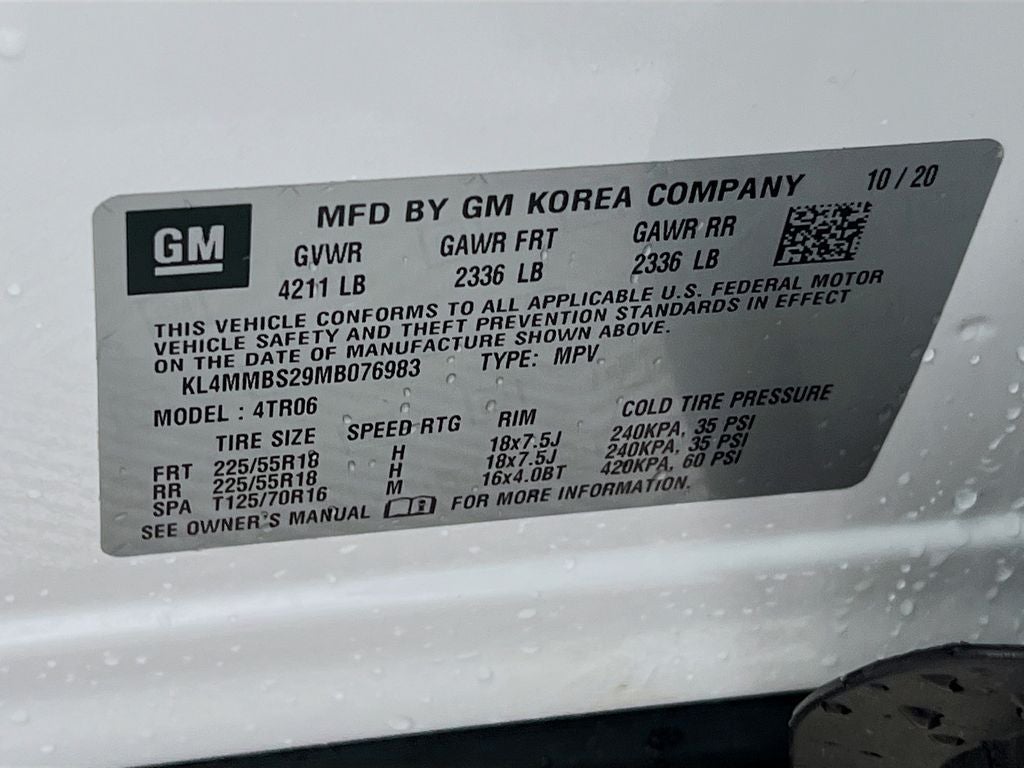 GM
MFD BY GM KOREA COMPANY 10 / 20
GVWR GAWR FRT GAWR RR
4211 LB 2336 LB 2336 LB
THIS VEHICLE CONFORMS TO ALL APPLICABLE U.S. FEDERAL MOTOR
VEHICLE SAFETY AND THEFT PREVENTION STANDARDS IN EFFECT
ON THE DATE OF MANUFACTURE SHOWN ABOVE.
KL4MMBS29MB076983 TYPE: MPV
MODEL : 4TR06
TIRE SIZE SPEED RTG RIM COLD TIRE PRESSURE
FRT 225/55R18 H 18x7.5J 240KPA, 35 PSI
RR 225/55R18 H 18x7.5J 240KPA, 35 PSI
SPA T125/70R16 M 16x4.0BT 420KPA, 60 PSI
SEE OWNER'S MANUAL FOR MORE INFORMATION.